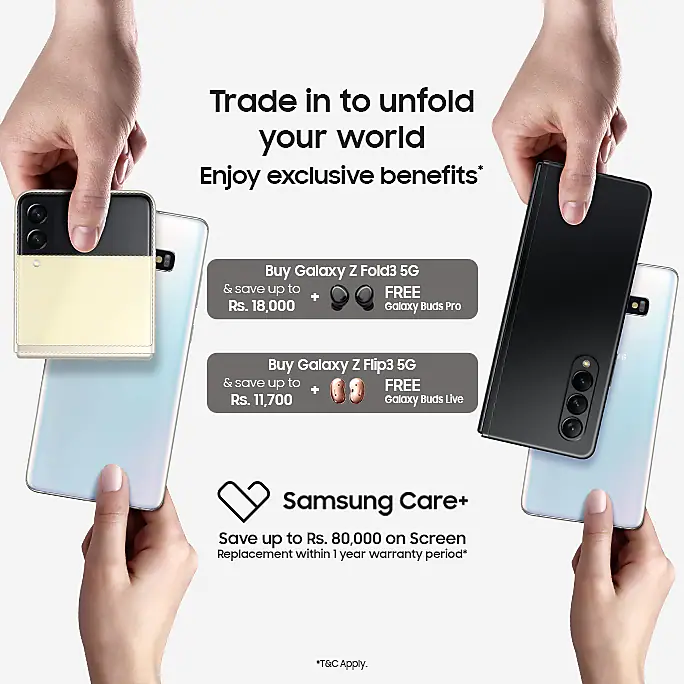 Trade in to unfold
your world
Enjoy exclusive benefits*
Buy Galaxy Z Fold3 5G
& save up to
Rs. 18,000
+
FREE
Galaxy Buds Pro
Buy Galaxy Z Flip3 5G
& save up to
Rs. 11,700
+
FREE
Galaxy Buds Live
Samsung Care+
Save up to Rs. 80,000 on Screen
Replacement within 1 year warranty period*
*T&C Apply.